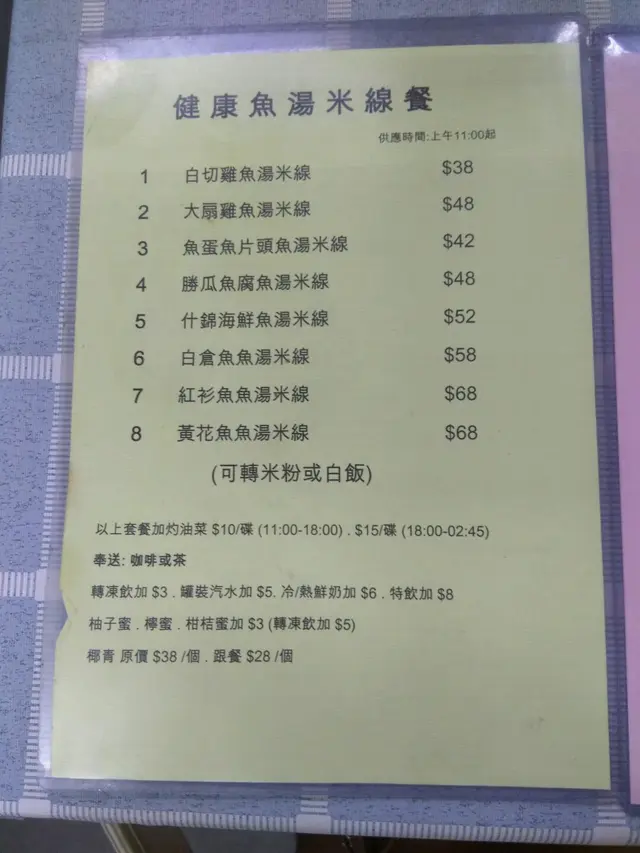 健康魚湯米線餐
供應時間:上午11:00起
1 白切雞魚湯米線 $38
2 大扇雞魚湯米線 $48
3 魚蛋魚片頭魚湯米線 $42
4 勝瓜魚腐魚湯米線 $48
5 什錦海鮮魚湯米線 $52
6 白倉魚魚湯米線 $58
7 紅衫魚魚湯米線 $68
8 黃花魚魚湯米線 $68
(可轉米粉或白飯)
以上套餐加灼油菜 $10/碟 (11:00-18:00) . $15/碟 (18:00-02:45)
奉送: 咖啡或茶
轉凍飲加 $3 . 罐裝汽水加 $5. 冷/熱鮮奶加 $6 . 特飲加 $8
柚子蜜 . 檸蜜 . 柑桔蜜加 $3 (轉凍飲加 $5)
椰青 原價 $38 /個 . 跟餐 $28 /個